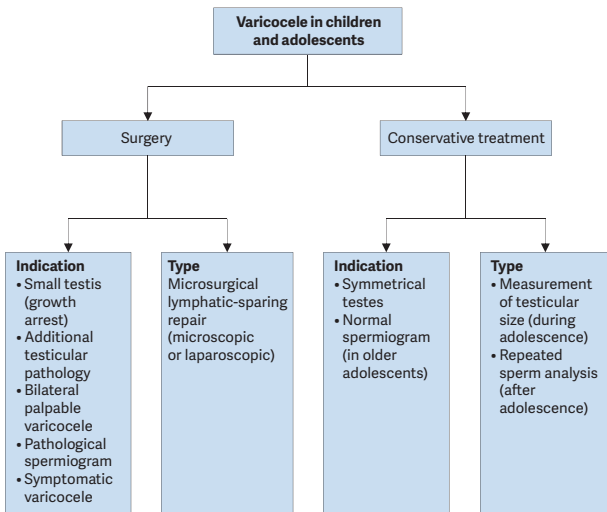 Varicocele in children
and adolescents
Surgery
Conservative treatment
Indication
• Small testis
(growth
arrest)
• Additional
testicular
pathology
• Bilateral
palpable
varicocele
• Pathological
spermiogram
• Symptomatic
varicocele
Type
Microsurgical
lymphatic-sparing
repair
(microscopic
or laparoscopic)
Indication
• Symmetrical
testes
• Normal
spermiogram
(in older
adolescents)
Type
• Measurement
of testicular
size (during
adolescence)
• Repeated
sperm analysis
(after
adolescence)